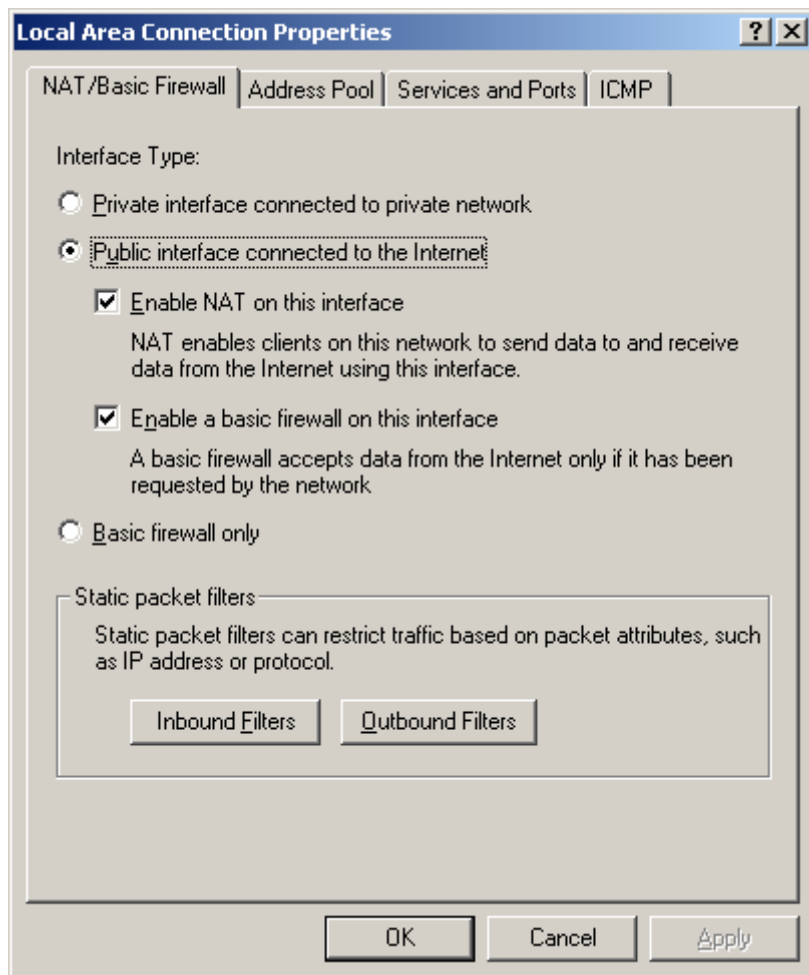 Local Area Connection Properties
NAT/Basic Firewall Address Pool Services and Ports ICMP
Interface Type:
Private interface connected to private network
Public interface connected to the Internet
Enable NAT on this interface
NAT enables clients on this network to send data to and receive
data from the Internet using this interface.
Enable a basic firewall on this interface
A basic firewall accepts data from the Internet only if it has been
requested by the network
Basic firewall only
Static packet filters
Static packet filters can restrict traffic based on packet attributes, such
as IP address or protocol.
Inbound Filters Outbound Filters
OK Cancel Apply